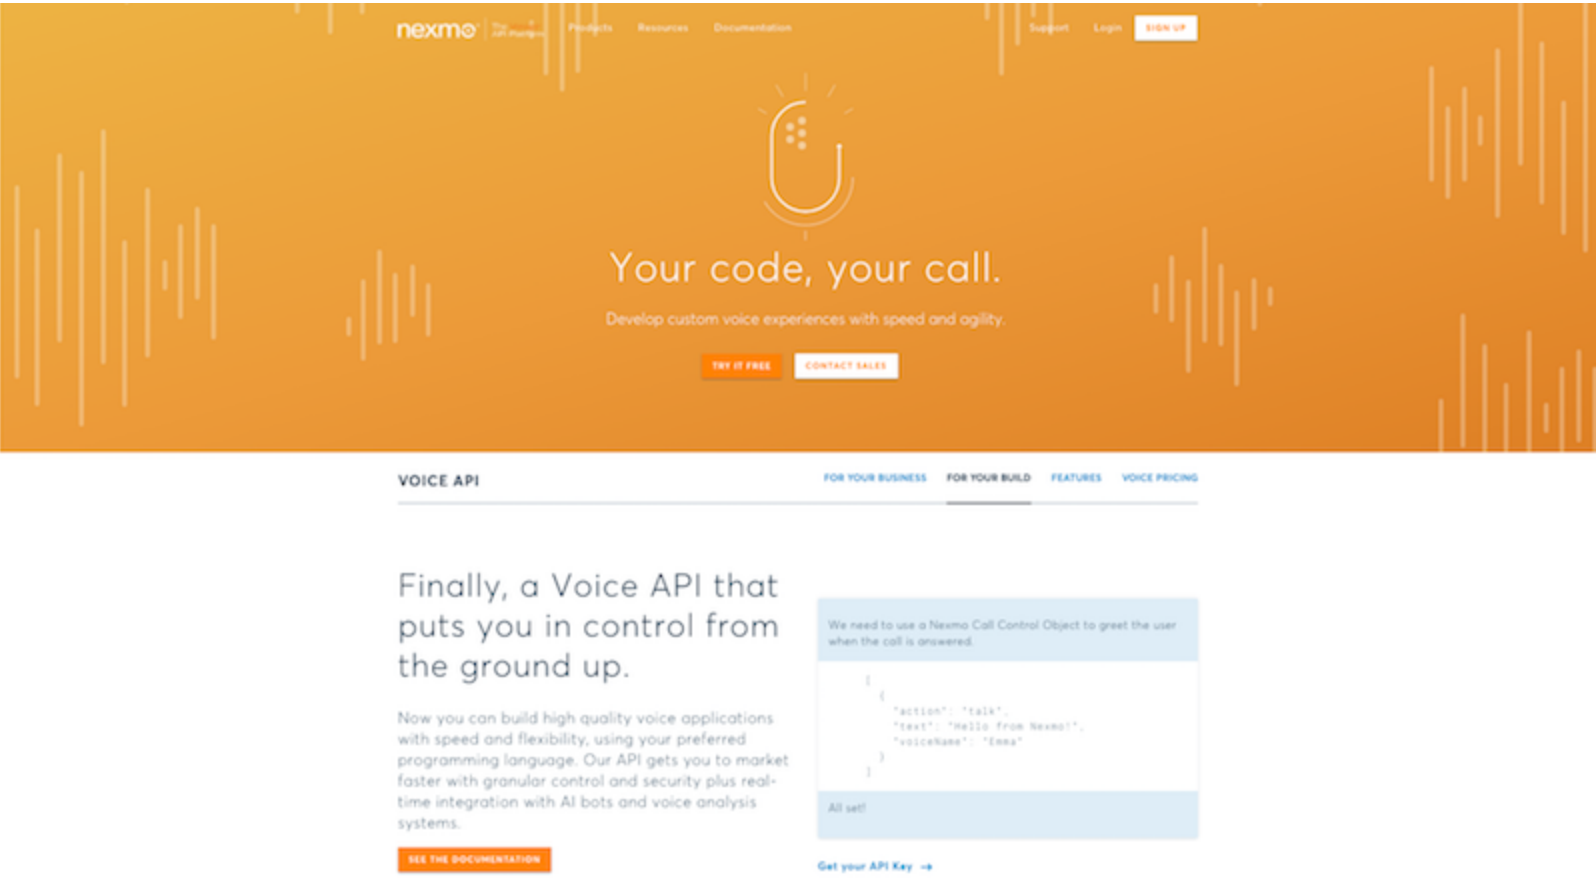 nexmo
The
API Platform
Products Resources Documentation Support Login SIGN UP
Your code, your call.
Develop custom voice experiences with speed and agility.
TRY IT FREE CONTACT SALES
VOICE API FOR YOUR BUSINESS FOR YOUR BUILD FEATURES VOICE PRICING
Finally, a Voice API that
puts you in control from
the ground up.
Now you can build high quality voice applications
with speed and flexibility, using your preferred
programming language. Our API gets you to market
faster with granular control and security plus real-
time integration with AI bots and voice analysis
systems.
SEE THE DOCUMENTATION
We need to use a Nexmo Call Control Object to greet the user
when the call is answered.
[
{
"action": "talk",
"text": "Hello from Nexmo!",
"voiceName": "Emma"
}
]
All set!
Get your API Key →